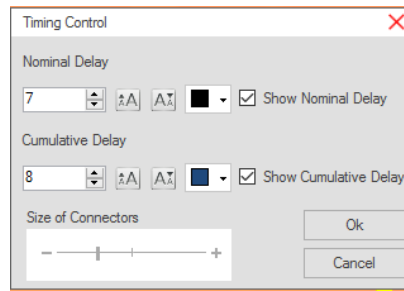 Timing Control
Nominal Delay
7 Show Nominal Delay
Cumulative Delay
8 Show Cumulative Delay
Size of Connectors
Ok
Cancel